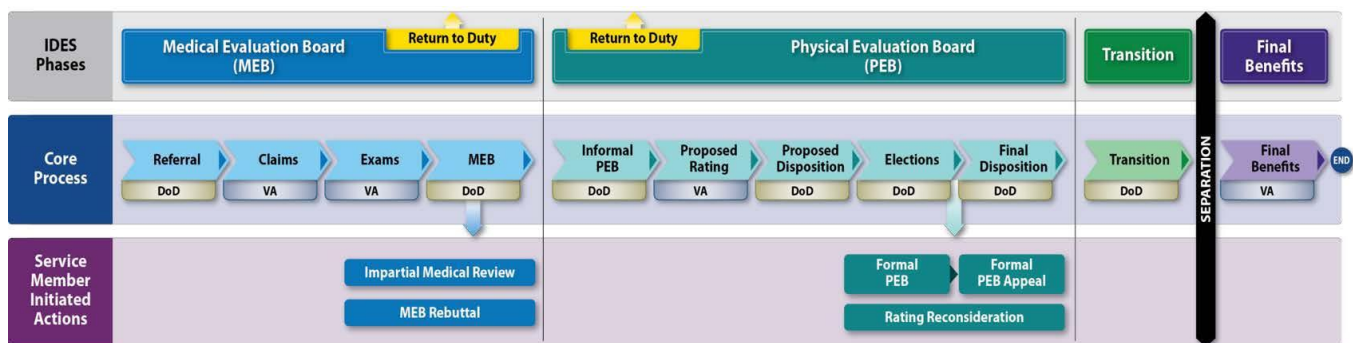 IDES
Phases
Medical Evaluation Board
(MEB)
Return to Duty
Return to Duty
Physical Evaluation Board
(PEB)
Transition
Final
Benefits
Core
Process
Referral
DoD
Claims
VA
Exams
VA
MEB
DoD
Informal
PEB
DoD
Proposed
Rating
VA
Proposed
Disposition
DoD
Elections
DoD
Final
Disposition
DoD
Transition
DoD
SEPARATION
Final
Benefits
VA
END
Service
Member
Initiated
Actions
Impartial Medical Review
MEB Rebuttal
Formal
PEB
Formal
PEB Appeal
Rating Reconsideration